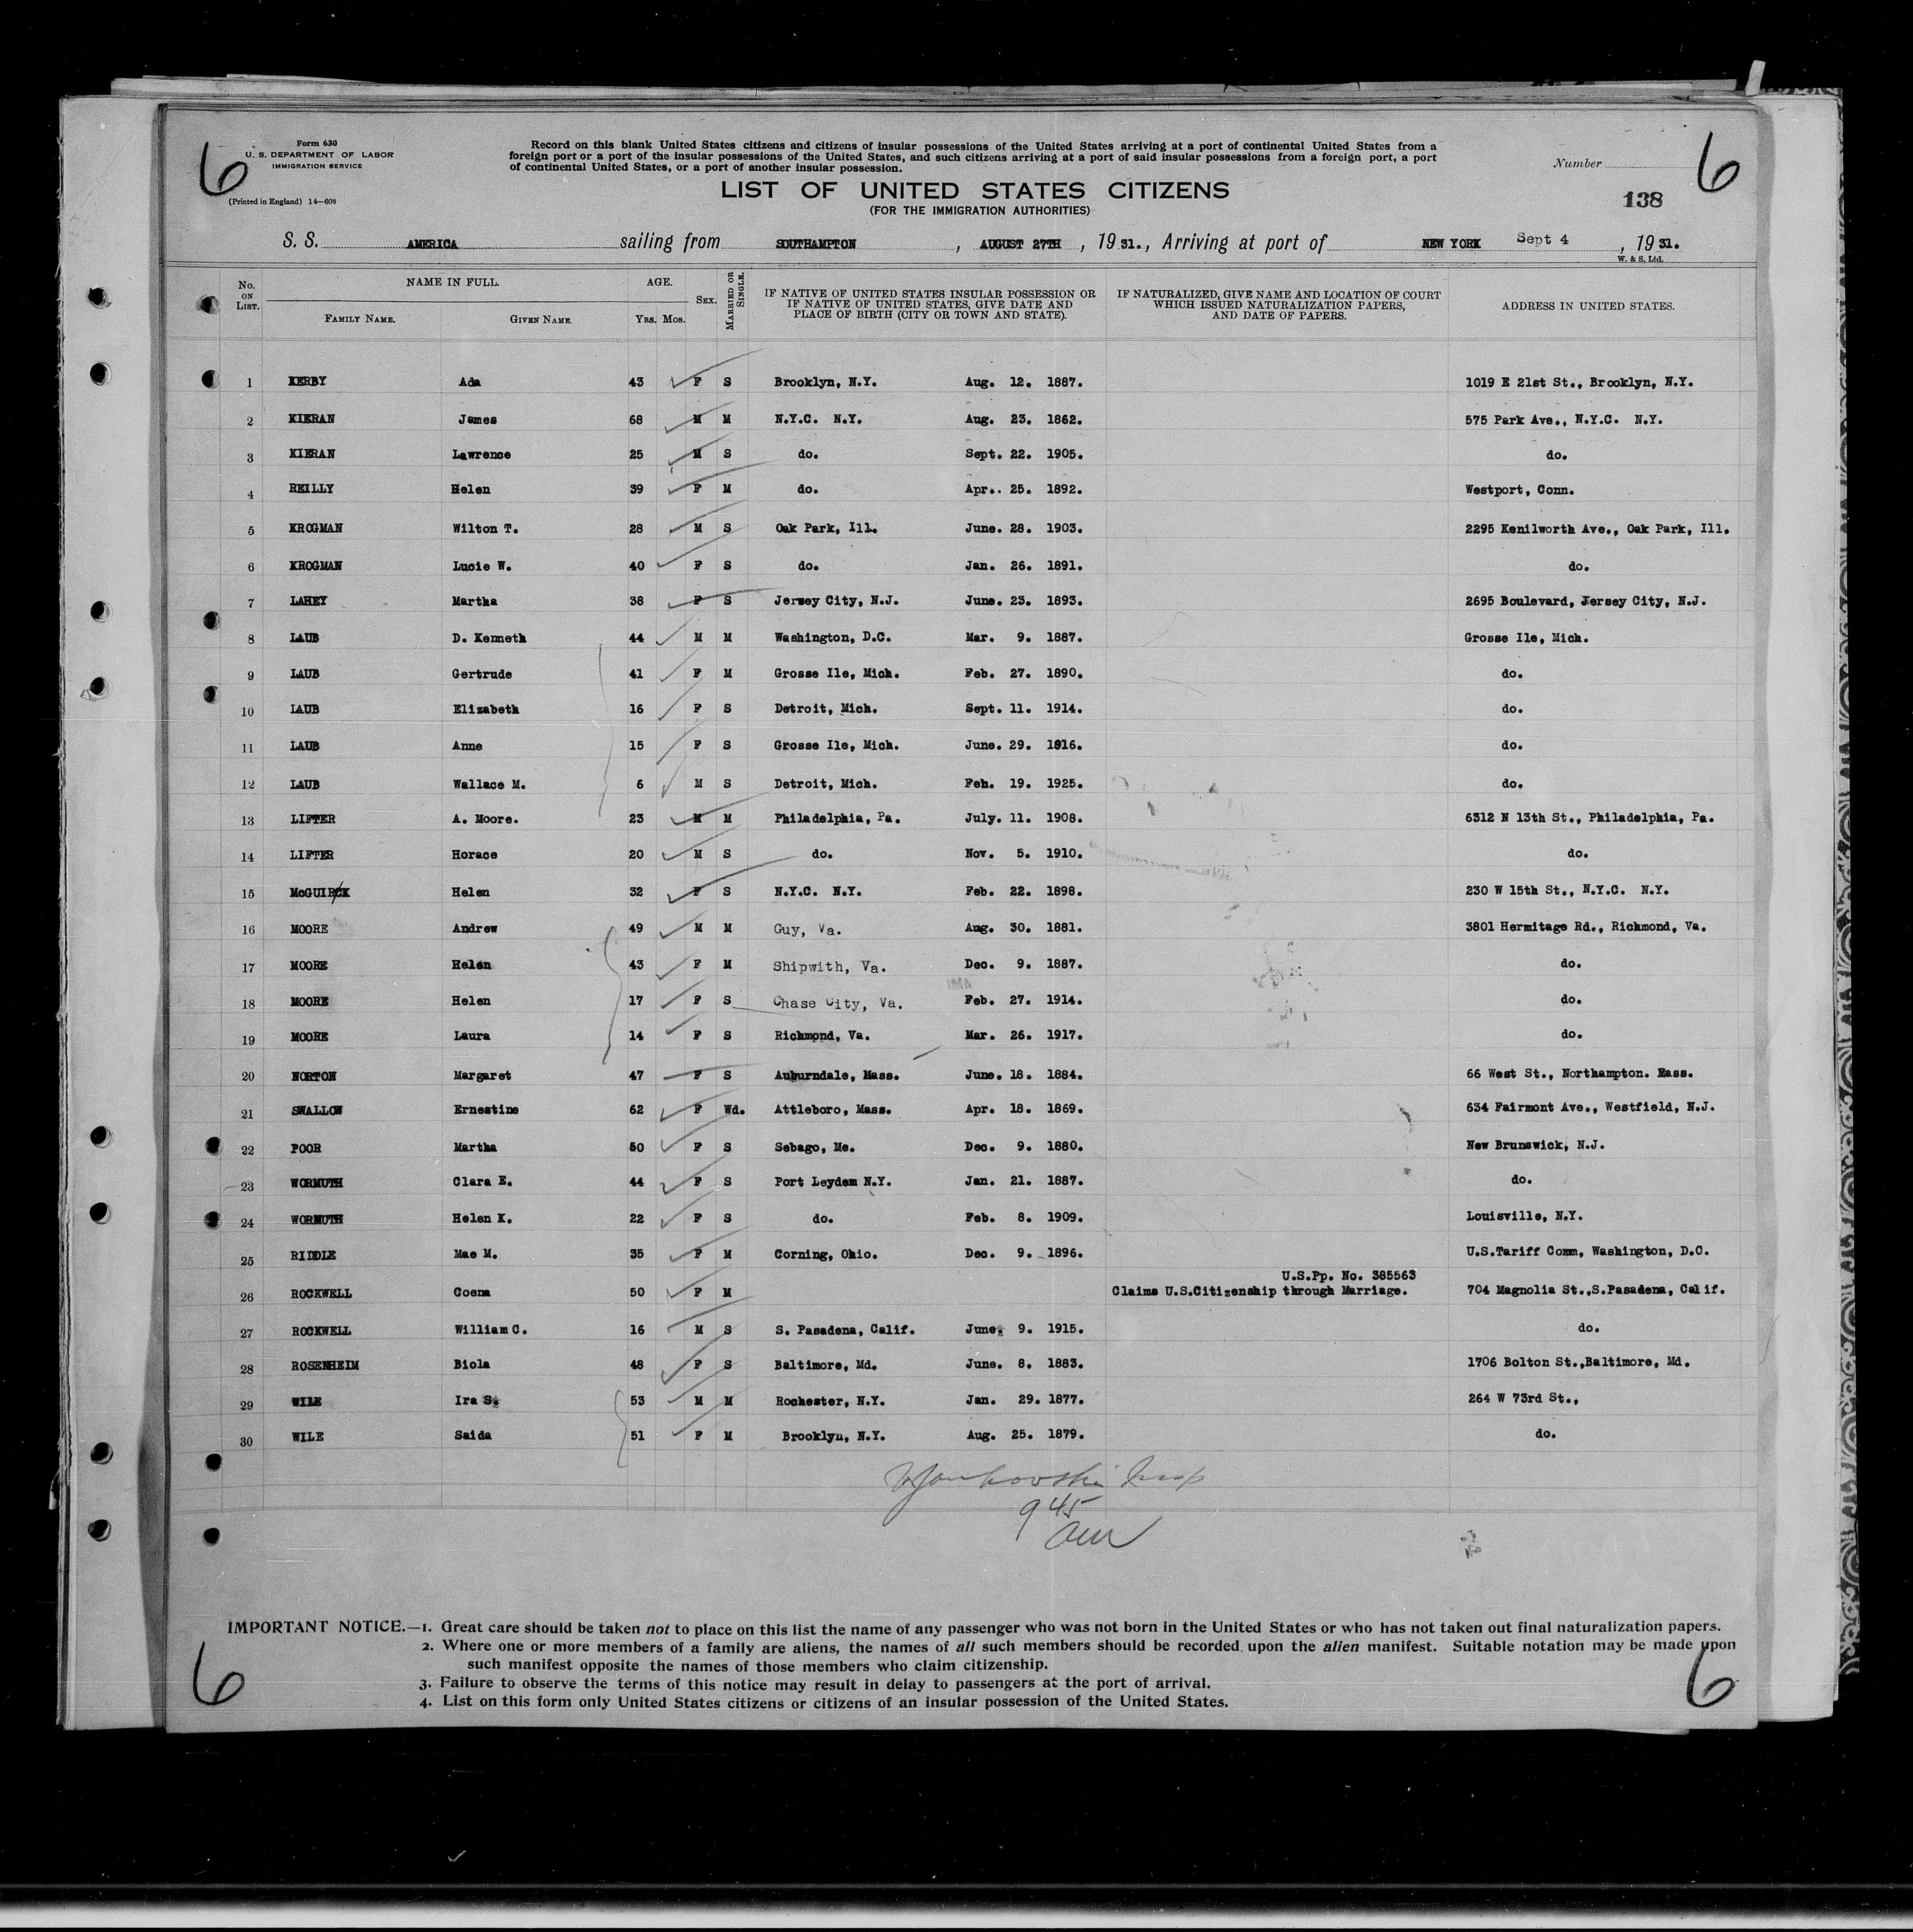 6
Form 630
U. S. DEPARTMENT OF LABOR
IMMIGRATION SERVICE
(Printed in England) 14—608
Record on this blank United States citizens and citizens of insular possessions of the United States arriving at a port of continental United States from a
foreign port or a port of the insular possessions of the United States, and such citizens arriving at a port of said insular possessions from a foreign port, a port
of continental United States, or a port of another insular possession.
Number
6
LIST OF UNITED STATES CITIZENS
(FOR THE IMMIGRATION AUTHORITIES)
138
S. S. AMERICA sailing from SOUTHAMPTON, AUGUST 27TH, 1931., Arriving at port of NEW YORK Sept 4, 1931.
W. & S. Ltd.
No. ON LIST. NAME IN FULL. FAMILY NAME. GIVEN NAME. AGE. YRS. MOS. SEX. MARRIED OR SINGLE. IF NATIVE OF UNITED STATES INSULAR POSSESSION OR IF NATIVE OF UNITED STATES, GIVE DATE AND PLACE OF BIRTH (CITY OR TOWN AND STATE). IF NATURALIZED, GIVE NAME AND LOCATION OF COURT WHICH ISSUED NATURALIZATION PAPERS, AND DATE OF PAPERS. ADDRESS IN UNITED STATES.
1 KERBY Ada 43 F S Brooklyn, N.Y. Aug. 12. 1887. 1019 E 21st St., Brooklyn, N.Y.
2 KIERAN James 68 M M N.Y.C. N.Y. Aug. 23. 1862. 575 Park Ave., N.Y.C. N.Y.
3 KIERAN Lawrence 25 M S do. Sept. 22. 1905. do.
4 REILLY Helen 39 F M do. Apr.. 25. 1892. Westport, Conn.
5 KROGMAN Wilton T. 28 M S Oak Park, Ill. June. 28. 1903. 2295 Kenilworth Ave., Oak Park, Ill.
6 KROGMAN Lucie W. 40 F S do. Jan. 26. 1891. do.
7 LAHEY Martha 38 F S Jersey City, N.J. June. 23. 1893. 2695 Boulevard, Jersey City, N.J.
8 LAUB D. Kenneth 44 M M Washington, D.C. Mar. 9. 1887. Grosse Ile, Mich.
9 LAUB Gertrude 41 F M Grosse Ile, Mich. Feb. 27. 1890. do.
10 LAUB Elizabeth 16 F S Detroit, Mich. Sept. 11. 1914. do.
11 LAUB Anne 15 F S Grosse Ile, Mich. June. 29. 1916. do.
12 LAUB Wallace M. 6 M S Detroit, Mich. Feh. 19. 1925. do.
13 LIFTER A. Moore. 23 M M Philadelphia, Pa. July. 11. 1908. 6312 N 13th St., Philadelphia, Pa.
14 LIFTER Horace 20 M S do. Nov. 5. 1910. do.
15 McGUIRCK Helen 32 F S N.Y.C. N.Y. Feb. 22. 1898. 230 W 15th St., N.Y.C. N.Y.
16 MOORE Andrew 49 M M Guy, Va. Aug. 30. 1881. 3801 Hermitage Rd., Richmond, Va.
17 MOORE Helen 43 F M Shipwith, Va. Dec. 9. 1887. do.
18 MOORE Helen 17 F S Chase City, Va. Feb. 27. 1914. do.
19 MOORE Laura 14 F S Richmond, Va. Mar. 26. 1917. do.
20 NORTON Margaret 47 F S Auburndale, Mass. June. 18. 1884. 66 West St., Northampton. Mass.
21 SWALLOW Ernestine 62 F Wd. Attleboro, Mass. Apr. 18. 1869. 634 Fairmont Ave., Westfield, N.J.
22 POOR Martha 50 F S Sebago, Me. Dec. 9. 1880. New Brunswick, N.J.
23 WORMUTH Clara E. 44 F S Port Leyden N.Y. Jan. 21. 1887. do.
24 WORMUTH Helen K. 22 F S do. Feb. 8. 1909. Louisville, N.Y.
25 RIDDLE Mae M. 35 F M Corning, Ohio. Dec. 9. 1896. U.S.Tariff Comm, Washington, D.C.
U.S.Pp. No. 385563
26 ROCKWELL Coena 50 F M Claims U.S.Citizenship through Marriage. 704 Magnolia St.,S.Pasadena, Calif.
27 ROCKWELL William C. 16 M S S. Pasadena, Calif. June. 9. 1915. do.
28 ROSENHEIM Biola 48 F S Baltimore, Md. June. 8. 1883. 1706 Bolton St.,Baltimore, Md.
29 WILE Ira S. 53 M M Rochester, N.Y. Jan. 29. 1877. 264 W 73rd St.,
30 WILE Saida 51 F M Brooklyn, N.Y. Aug. 25. 1879. do.
945
IMPORTANT NOTICE.—1. Great care should be taken not to place on this list the name of any passenger who was not born in the United States or who has not taken out final naturalization papers.
2. Where one or more members of a family are aliens, the names of all such members should be recorded upon the alien manifest. Suitable notation may be made upon
such manifest opposite the names of those members who claim citizenship.
3. Failure to observe the terms of this notice may result in delay to passengers at the port of arrival.
4. List on this form only United States citizens or citizens of an insular possession of the United States.
6
6